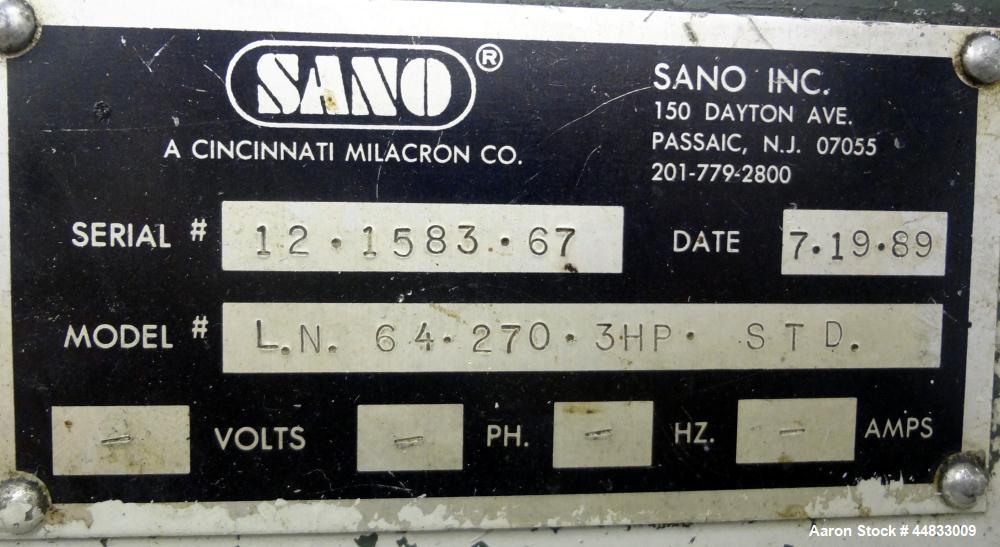 SANO®
A CINCINNATI MILACRON CO.
SANO INC.
150 DAYTON AVE.
PASSAIC, N.J. 07055
201-779-2800
SERIAL # 12•1583•67
DATE 7•19•89
MODEL # L.N. 64•270•3HP• STD.
- VOLTS - PH. - HZ. - AMPS
Aaron Stock # 44833009